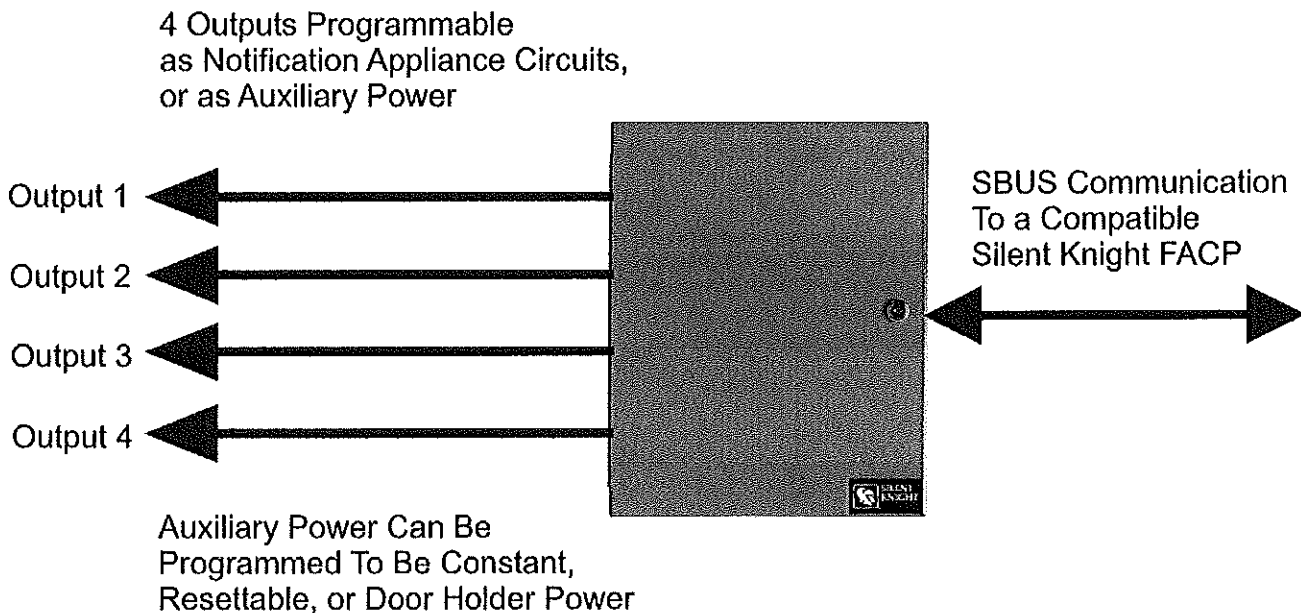 4 Outputs Programmable
as Notification Appliance Circuits,
or as Auxiliary Power
Output 1
Output 2
Output 3
Output 4
SBUS Communication
To a Compatible
Silent Knight FACP
SILENT
KNIGHT
Auxiliary Power Can Be
Programmed To Be Constant,
Resettable, or Door Holder Power